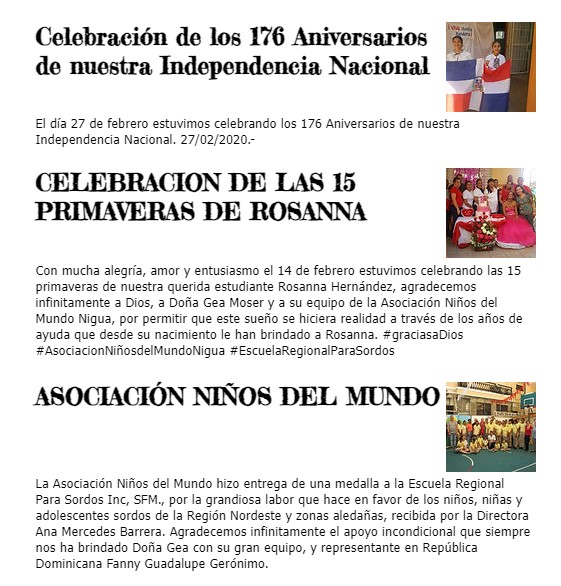 Celebración de los 176 Aniversarios
de nuestra Independencia Nacional
El día 27 de febrero estuvimos celebrando los 176 Aniversarios de nuestra
Independencia Nacional. 27/02/2020.-
CELEBRACION DE LAS 15
PRIMAVERAS DE ROSANNA
Con mucha alegría, amor y entusiasmo el 14 de febrero estuvimos celebrando las 15
primaveras de nuestra querida estudiante Rosanna Hernández, agradecemos
infinitamente a Dios, a Doña Gea Moser y a su equipo de la Asociación Niños del
Mundo Nigua, por permitir que este sueño se hiciera realidad a través de los años de
ayuda que desde su nacimiento le han brindado a Rosanna. #graciasaDios
#AsociacionNiñosdelMundoNigua #EscuelaRegionalParaSordos
ASOCIACIÓN NIÑOS DEL MUNDO
La Asociación Niños del Mundo hizo entrega de una medalla a la Escuela Regional
Para Sordos Inc, SFM., por la grandiosa labor que hace en favor de los niños, niñas y
adolescentes sordos de la Región Nordeste y zonas aledañas, recibida por la Directora
Ana Mercedes Barrera. Agradecemos infinitamente el apoyo incondicional que siempre
nos ha brindado Doña Gea con su gran equipo, y representante en República
Dominicana Fanny Guadalupe Gerónimo.